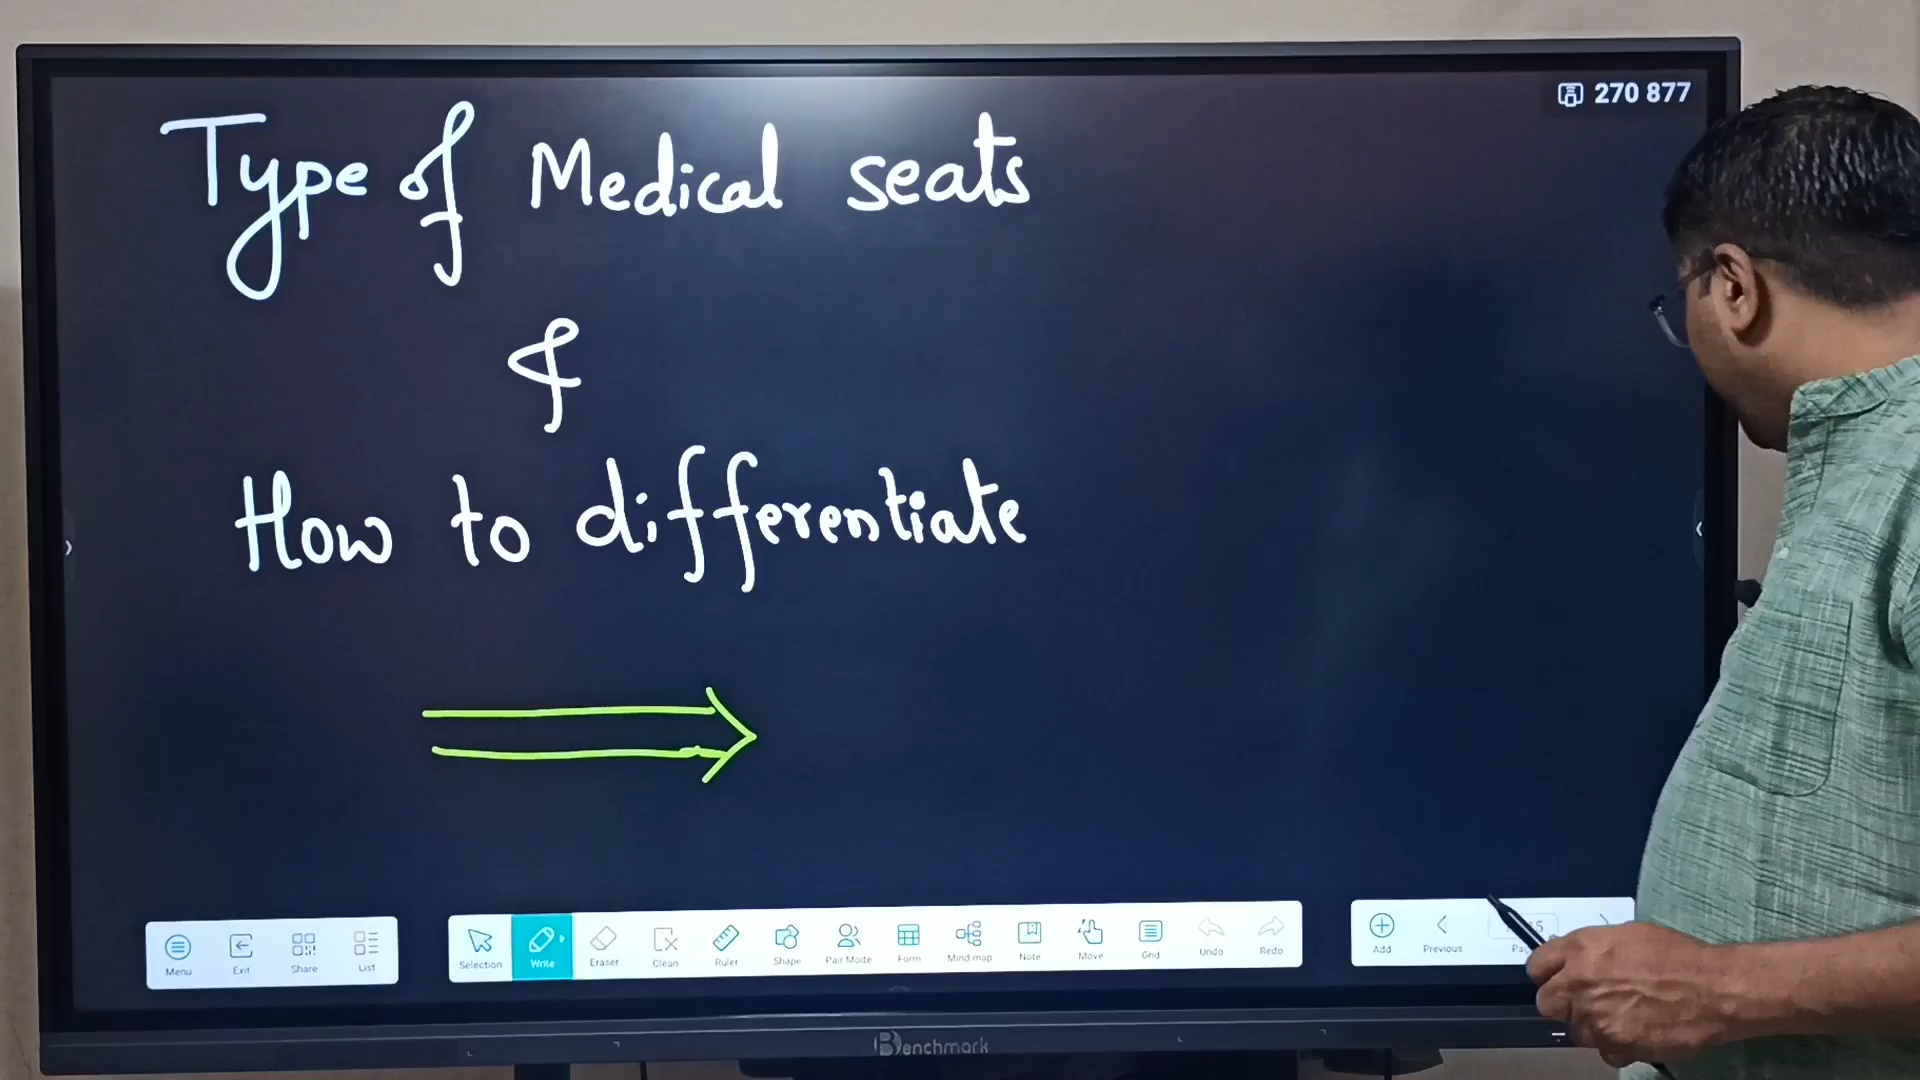 270 877
Type of Medical seats
&
How to differentiate
Menu Exit Share List
Selection Write Eraser Clean Ruler Shape Pair Mode Form Mind map Note Move Grid Undo Redo
Add Previous
Benchmark